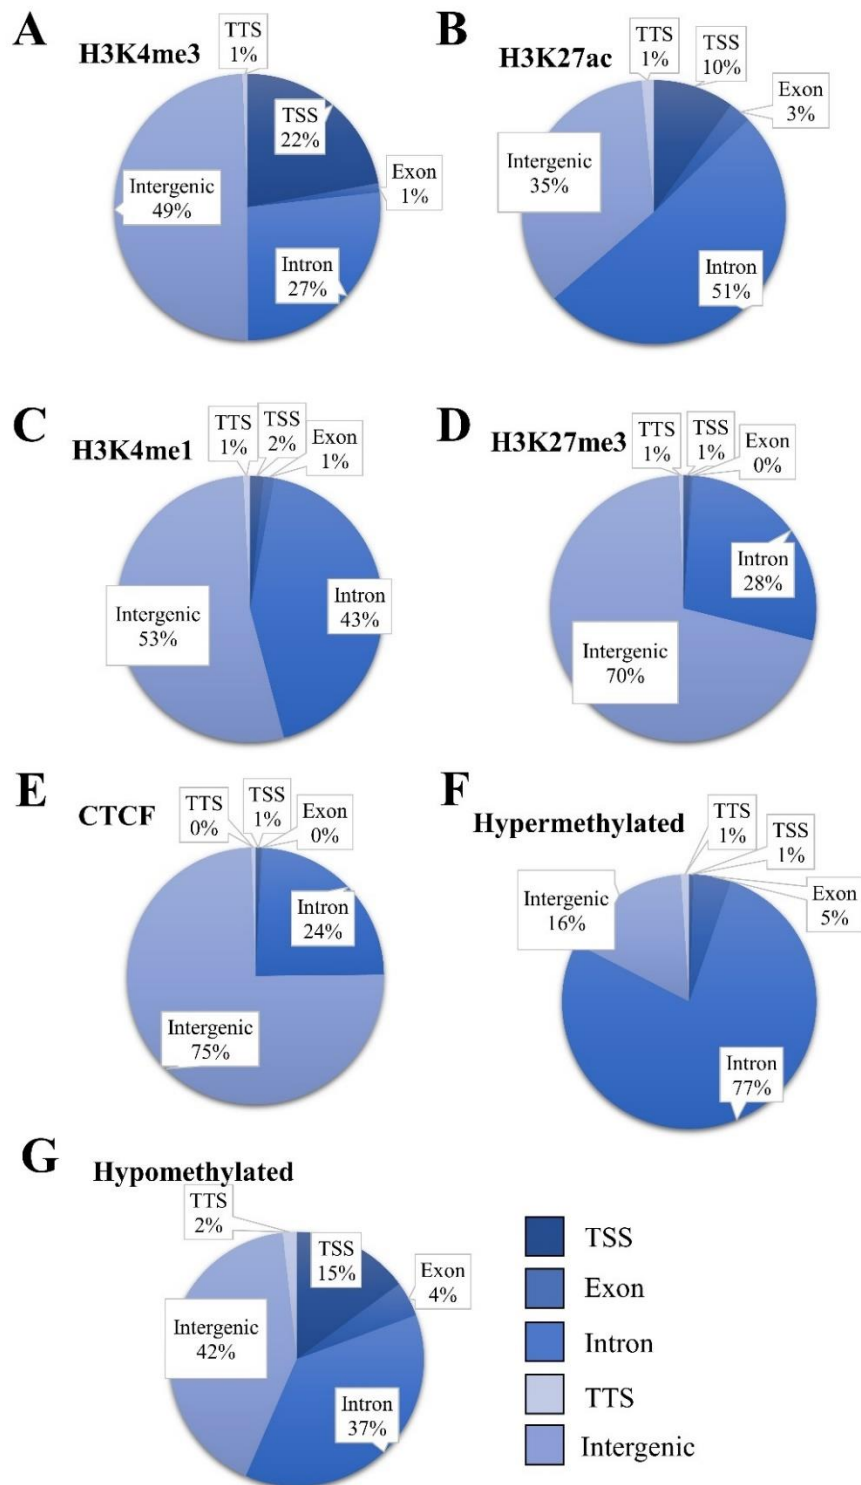 A
H3K4me3
TTS
1%
TSS
22%
Exon
1%
Intergenic
49%
Intron
27%
B
H3K27ac
TTS
1%
TSS
10%
Exon
3%
Intergenic
35%
Intron
51%
C
H3K4me1
TTS
1%
TSS
2%
Exon
1%
Intergenic
53%
Intron
43%
D
H3K27me3
TTS
1%
TSS
1%
Exon
0%
Intron
28%
Intergenic
70%
E
CTCF
TTS
0%
TSS
1%
Exon
0%
Intron
24%
Intergenic
75%
F
Hypermethylated
TTS
1%
TSS
1%
Exon
5%
Intergenic
16%
Intron
77%
G
Hypomethylated
TTS
2%
TSS
15%
Exon
4%
Intergenic
42%
Intron
37%
TSS
Exon
Intron
TTS
Intergenic